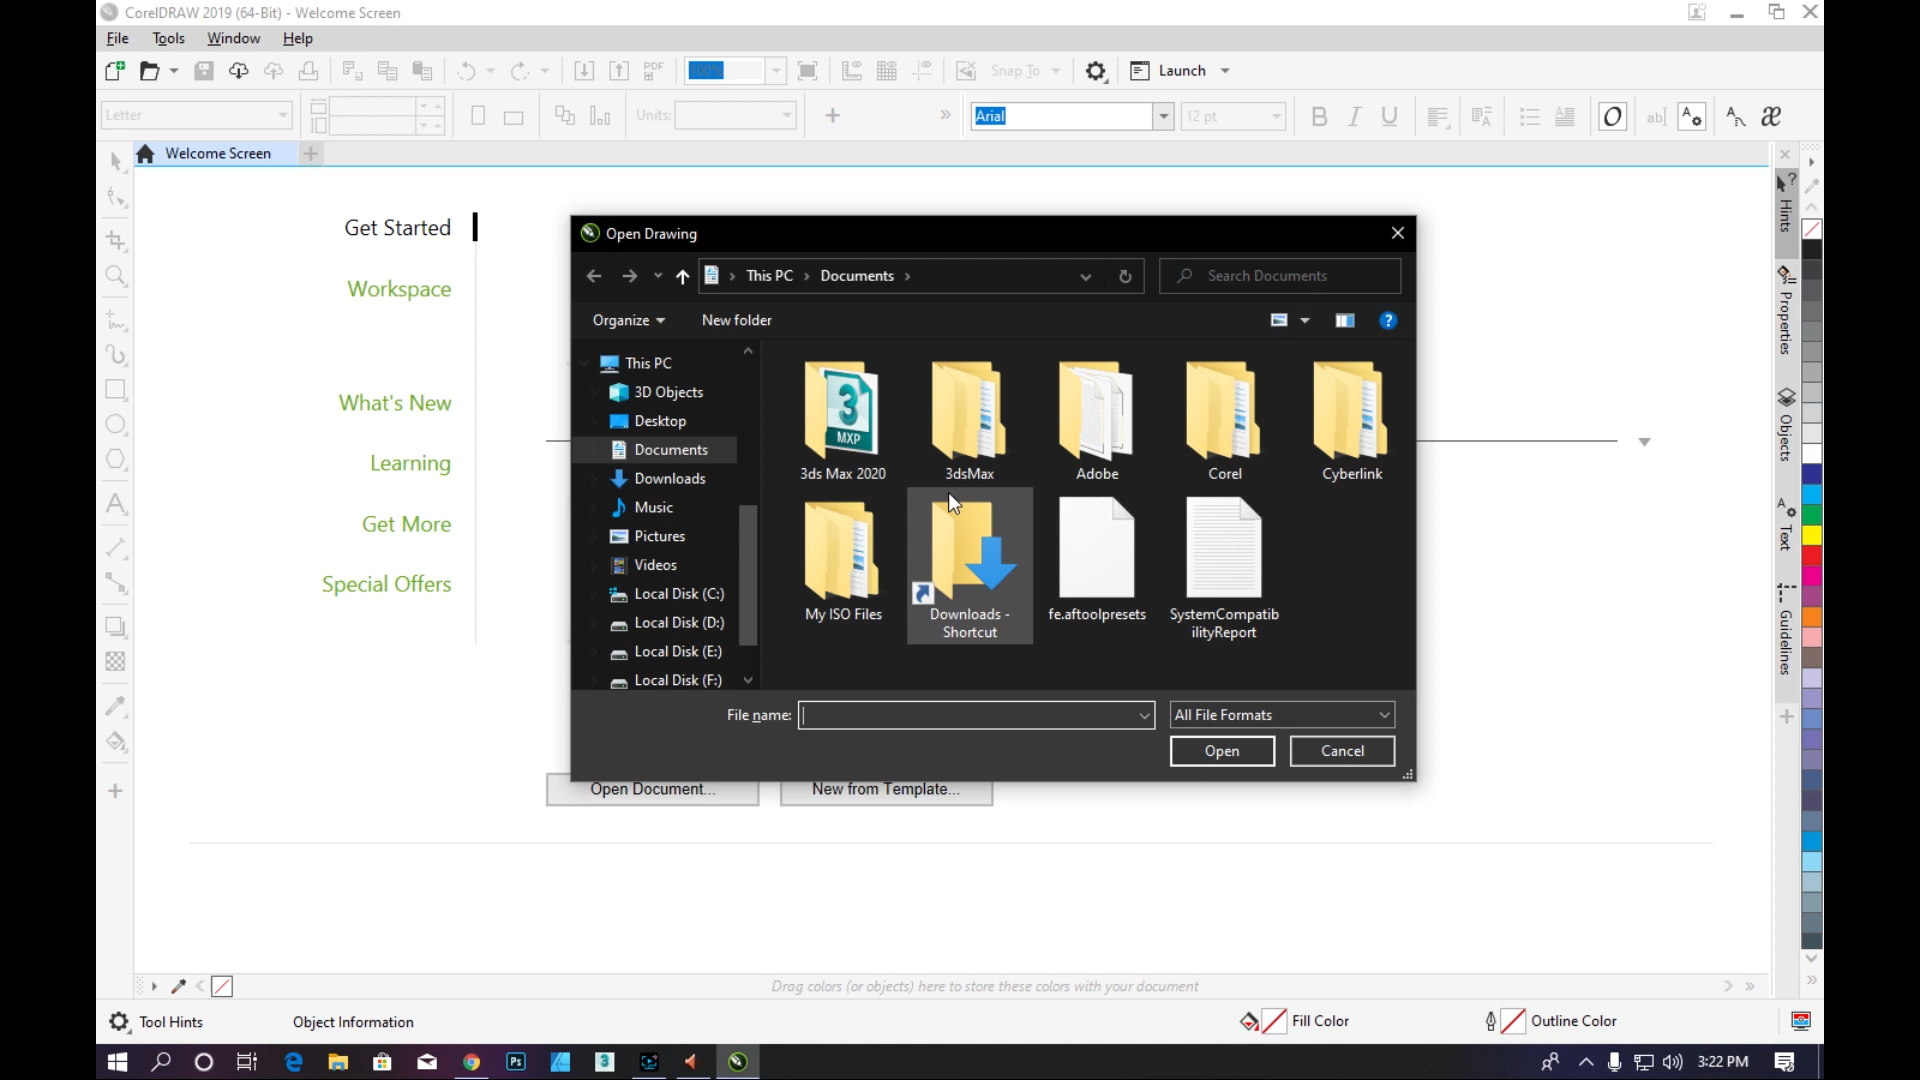 CorelDRAW 2019 (64-Bit) - Welcome Screen
File Tools Window Help
PDF 100% Snap To Launch
Letter Units: Arial 12 pt
Welcome Screen
Get Started
Workspace
What's New
Learning
Get More
Special Offers
Open Drawing
This PC Documents
Search Documents
Organize New folder
This PC
3D Objects
Desktop
Documents
Downloads
Music
Pictures
Videos
Local Disk (C:)
Local Disk (D:)
Local Disk (E:)
Local Disk (F:)
3
MXP
3ds Max 2020 3dsMax Adobe Corel Cyberlink
My ISO Files Downloads - fe.aftoolpresets SystemCompatib
Shortcut ilityReport
File name: All File Formats
Open Cancel
Open Document... New from Template...
Hints
Properties
Objects
Text
Guidelines
Drag colors (or objects) here to store these colors with your document
Tool Hints Object Information Fill Color Outline Color
Ps 3 3:22 PM